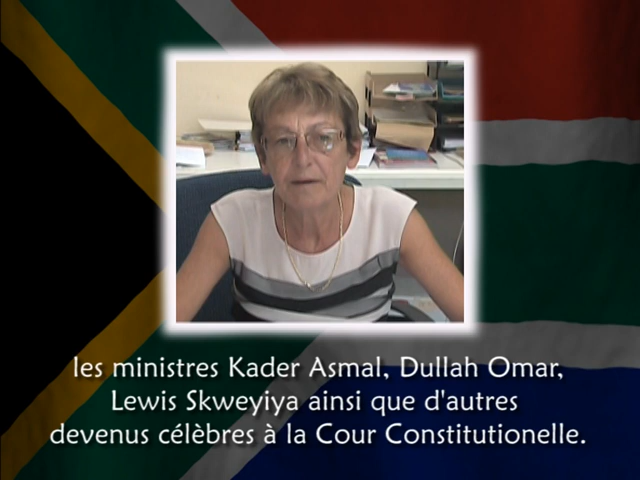 les ministres Kader Asmal, Dullah Omar,
Lewis Skweyiya ainsi que d'autres
devenus célèbres à la Cour Constitutionelle.